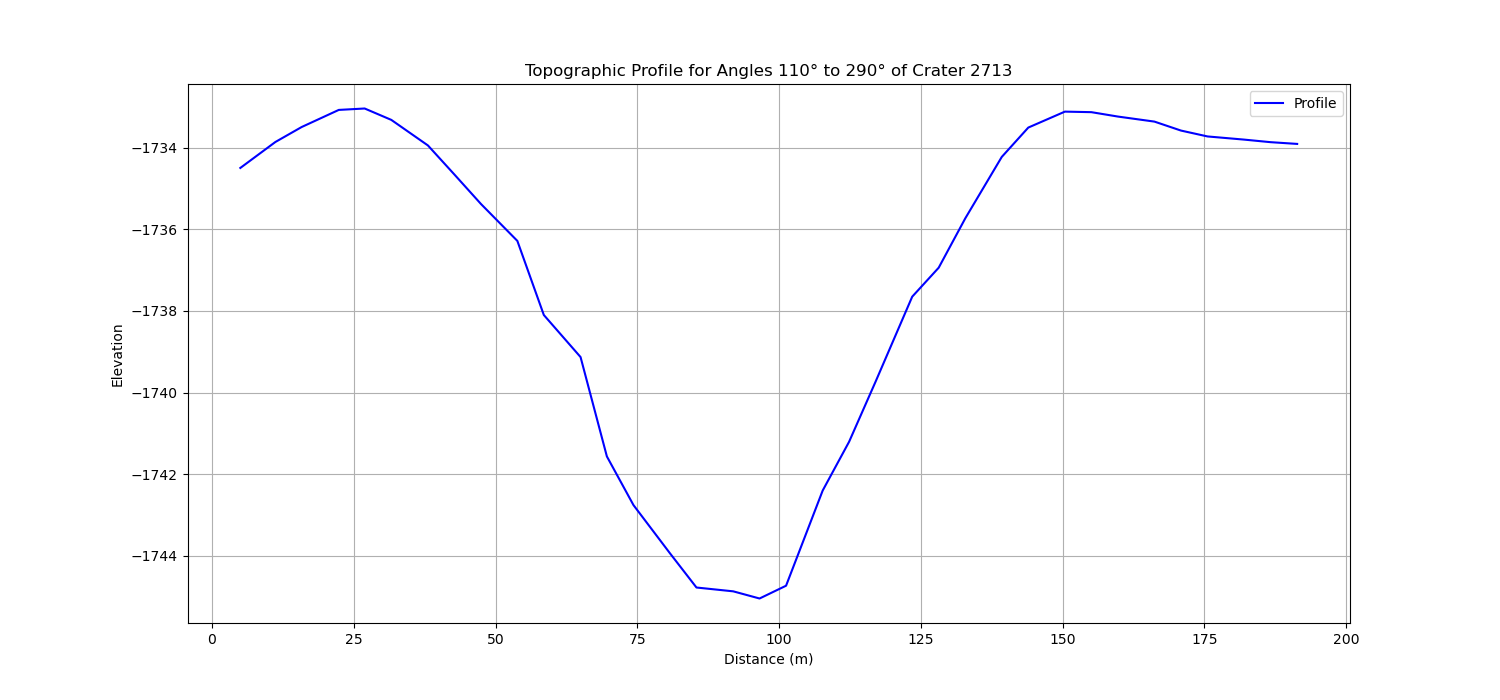 Topographic Profile for Angles 110° to 290° of Crater 2713
Profile
Elevation
−1734
−1736
−1738
−1740
−1742
−1744
0 25 50 75 100 125 150 175 200
Distance (m)